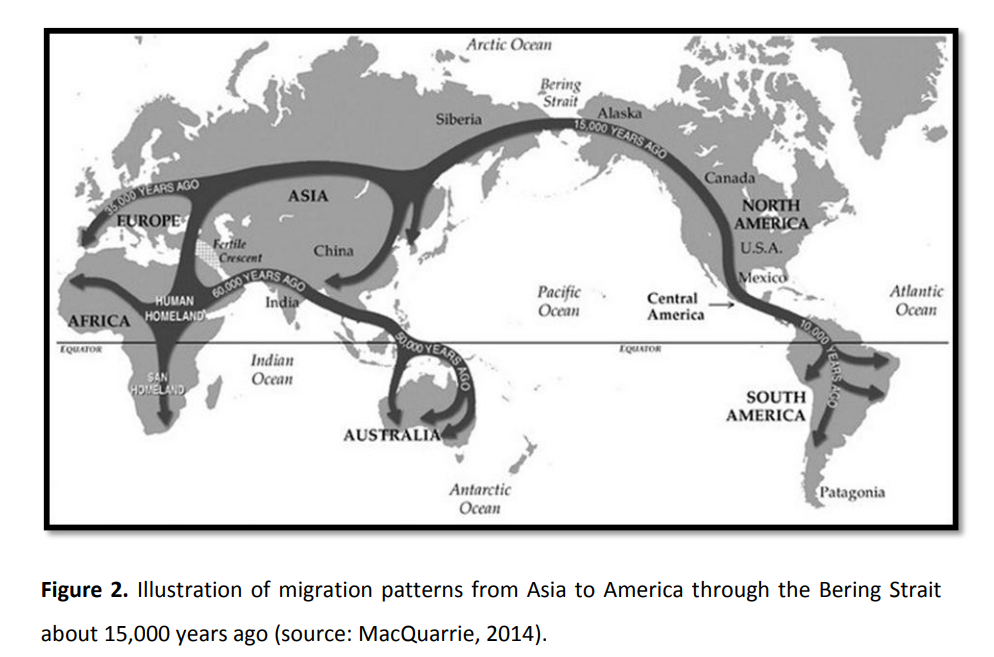 Arctic Ocean
Bering
Strait
Siberia
Alaska
15,000 YEARS AGO
Canada
35,000 YEARS AGO
ASIA
NORTH
AMERICA
EUROPE
U.S.A.
Fertile
Crescent
China
Mexico
60,000 YEARS AGO
India
HUMAN
HOMELAND
Pacific
Ocean
Central
America
Atlantic
Ocean
AFRICA
10,000 YEARS AGO
EQUATOR
EQUATOR
50,000 YEARS AGO
Indian
Ocean
SAN
HOMELAND
SOUTH
AMERICA
AUSTRALIA
Antarctic
Ocean
Patagonia
Figure 2. Illustration of migration patterns from Asia to America through the Bering Strait
about 15,000 years ago (source: MacQuarrie, 2014).